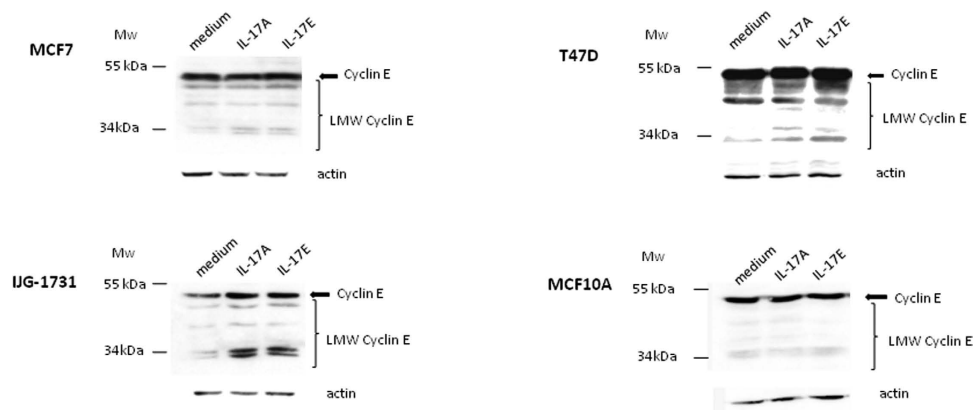 MCF7
Mw
medium
IL-17A
IL-17E
55 kDa
Cyclin E
LMW Cyclin E
34kDa
actin
T47D
Mw
medium
IL-17A
IL-17E
55kDa
Cyclin E
LMW Cyclin E
34kDa
actin
IJG-1731
Mw
medium
IL-17A
IL-17E
55 kDa
Cyclin E
LMW Cyclin E
34kDa
actin
MCF10A
Mw
medium
IL-17A
IL-17E
55 kDa
Cyclin E
LMW Cyclin E
34kDa
actin